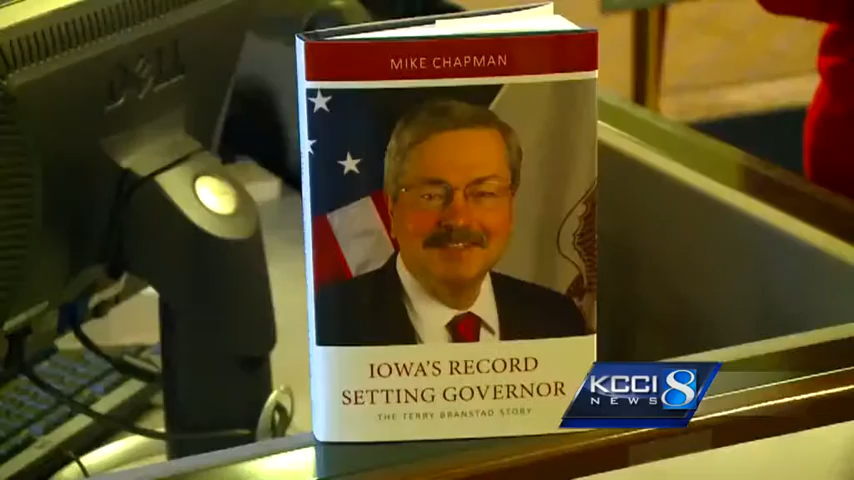 DELL
MIKE CHAPMAN
IOWA'S RECORD
SETTING GOVERNOR
THE TERRY BRANSTAD STORY
KCCI 8
NEWS